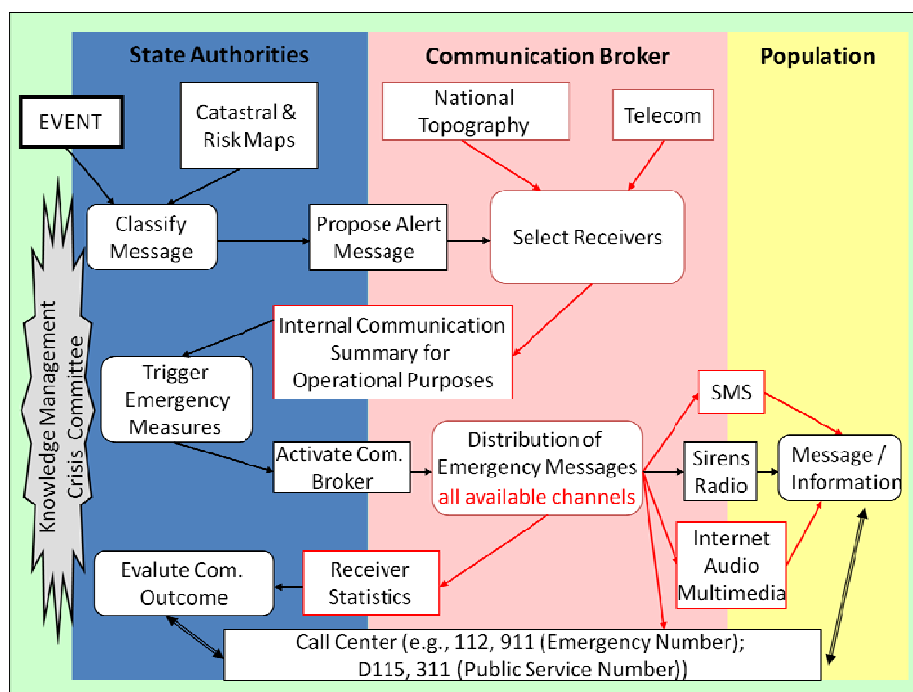 State Authorities
Communication Broker
Population
EVENT
Catastral &
Risk Maps
National
Topography
Telecom
Classify
Message
Propose Alert
Message
Select Receivers
Knowledge Management
Crisis Committee
Internal Communication
Summary for
Operational Purposes
Trigger
Emergency
Measures
SMS
Activate Com.
Broker
Distribution of
Emergency Messages
all available channels
Sirens
Radio
Message /
Information
Internet
Audio
Multimedia
Evalute Com.
Outcome
Receiver
Statistics
Call Center (e.g., 112, 911 (Emergency Number);
D115, 311 (Public Service Number))